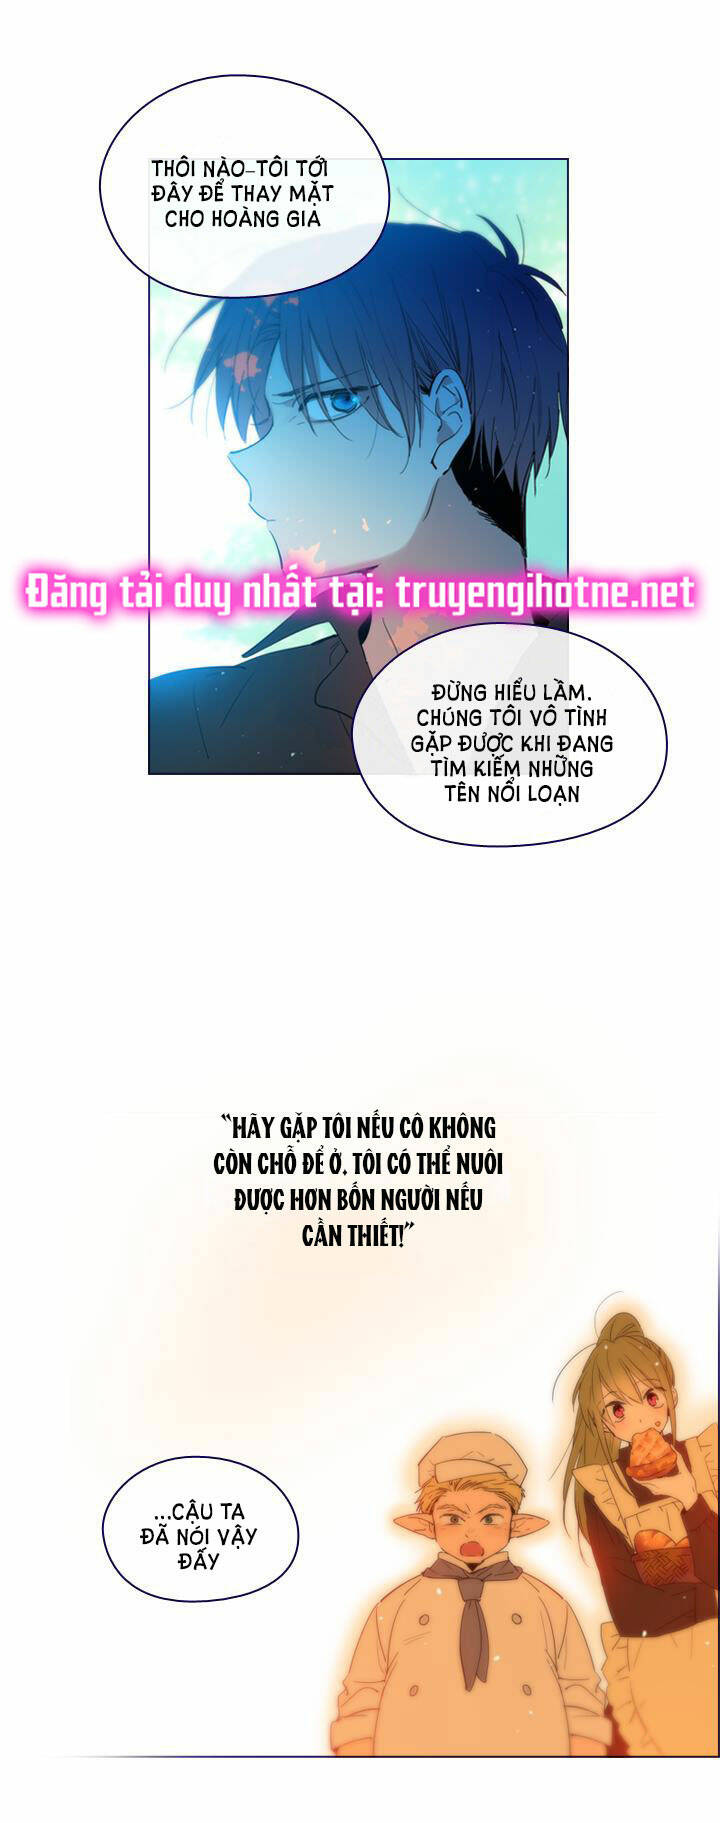 THÔI NÀO-TÔI TỚI
ĐÂY ĐỂ THAY MẶT
CHO HOÀNG GIA
Đăng tải duy nhất tại: truyengihotne.net
ĐỪNG HIỂU LẦM.
CHÚNG TÔI VÔ TÌNH
GẶP ĐƯỢC KHI ĐANG
TÌM KIẾM NHỮNG
TÊN NỔI LOẠN
“HÃY GẶP TÔI NẾU CÔ KHÔNG
CÒN CHỖ ĐỂ Ở. TÔI CÓ THỂ NUÔI
ĐƯỢC HƠN BỐN NGƯỜI NẾU
CẦN THIẾT!”
...CẬU TA
ĐÃ NÓI VẬY
ĐẤY